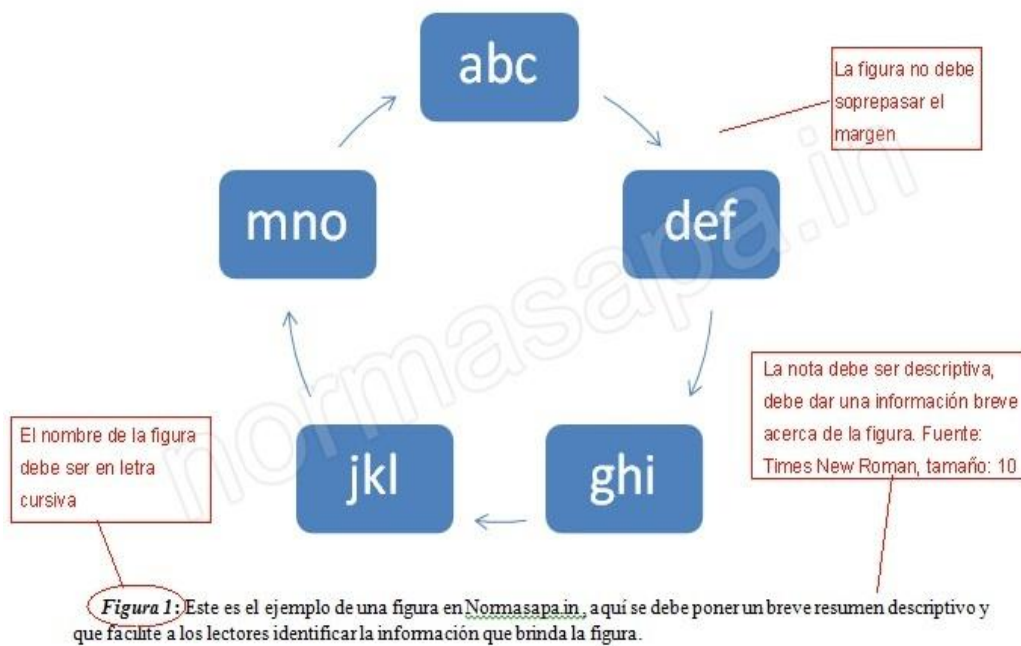 abc
La figura no debe
soprepasar el
margen
mno
def
normasapa.in
La nota debe ser descriptiva,
debe dar una información breve
acerca de la figura. Fuente:
Times New Roman, tamaño: 10
El nombre de la figura
debe ser en letra
cursiva
jkl
ghi
Figura 1: Este es el ejemplo de una figura en Normasapa.in, aquí se debe poner un breve resumen descriptivo y
que facilite a los lectores identificar la información que brinda la figura.